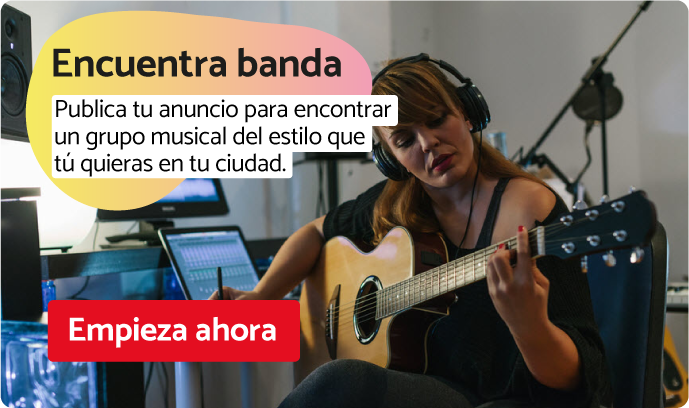 Encuentra banda
Publica tu anuncio para encontrar
un grupo musical del estilo que
tú quieras en tu ciudad.
Empieza ahora